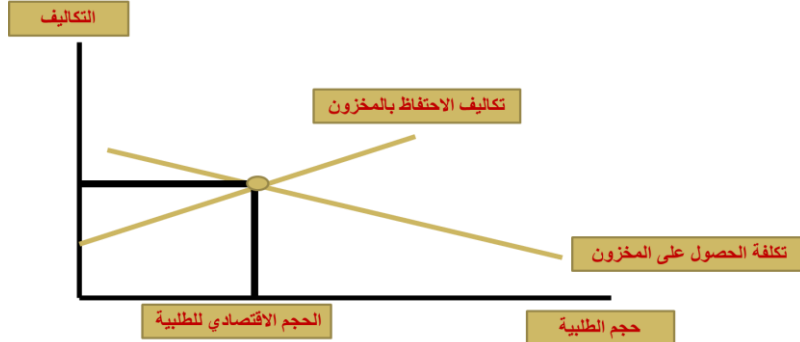 التكاليف
تكاليف الاحتفاظ بالمخزون
تكلفة الحصول على المخزون
الحجم الاقتصادي للطلبية
حجم الطلبية